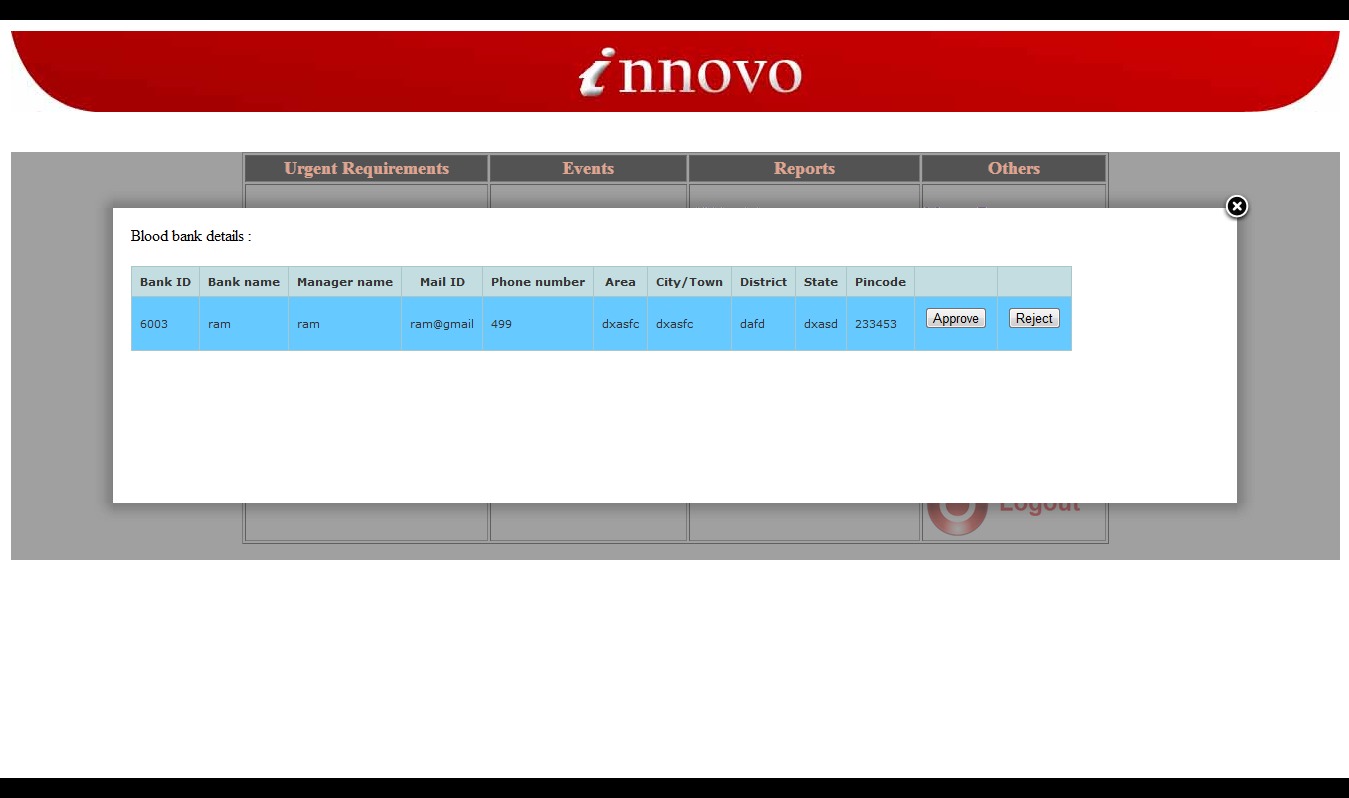 innovo
Urgent Requirements Events Reports Others
Blood bank details :
Bank ID Bank name Manager name Mail ID Phone number Area City/Town District State Pincode
6003 ram ram ram@gmail 499 dxasfc dxasfc dafd dxasd 233453 Approve Reject
Logout